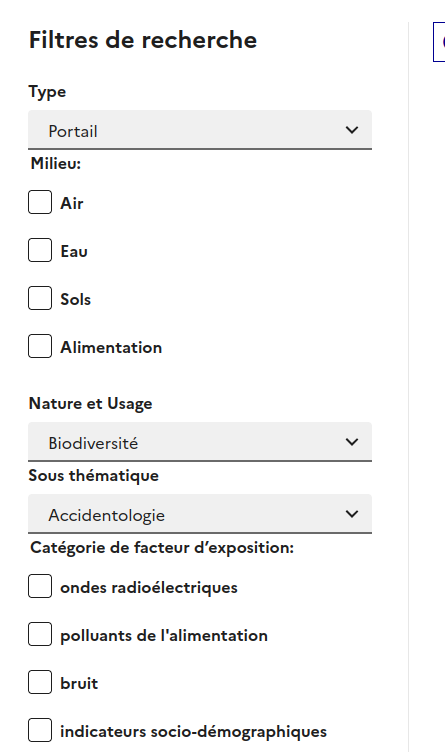 Filtres de recherche
Type
Portail
Milieu:
Air
Eau
Sols
Alimentation
Nature et Usage
Biodiversité
Sous thématique
Accidentologie
Catégorie de facteur d’exposition:
ondes radioélectriques
polluants de l'alimentation
bruit
indicateurs socio-démographiques